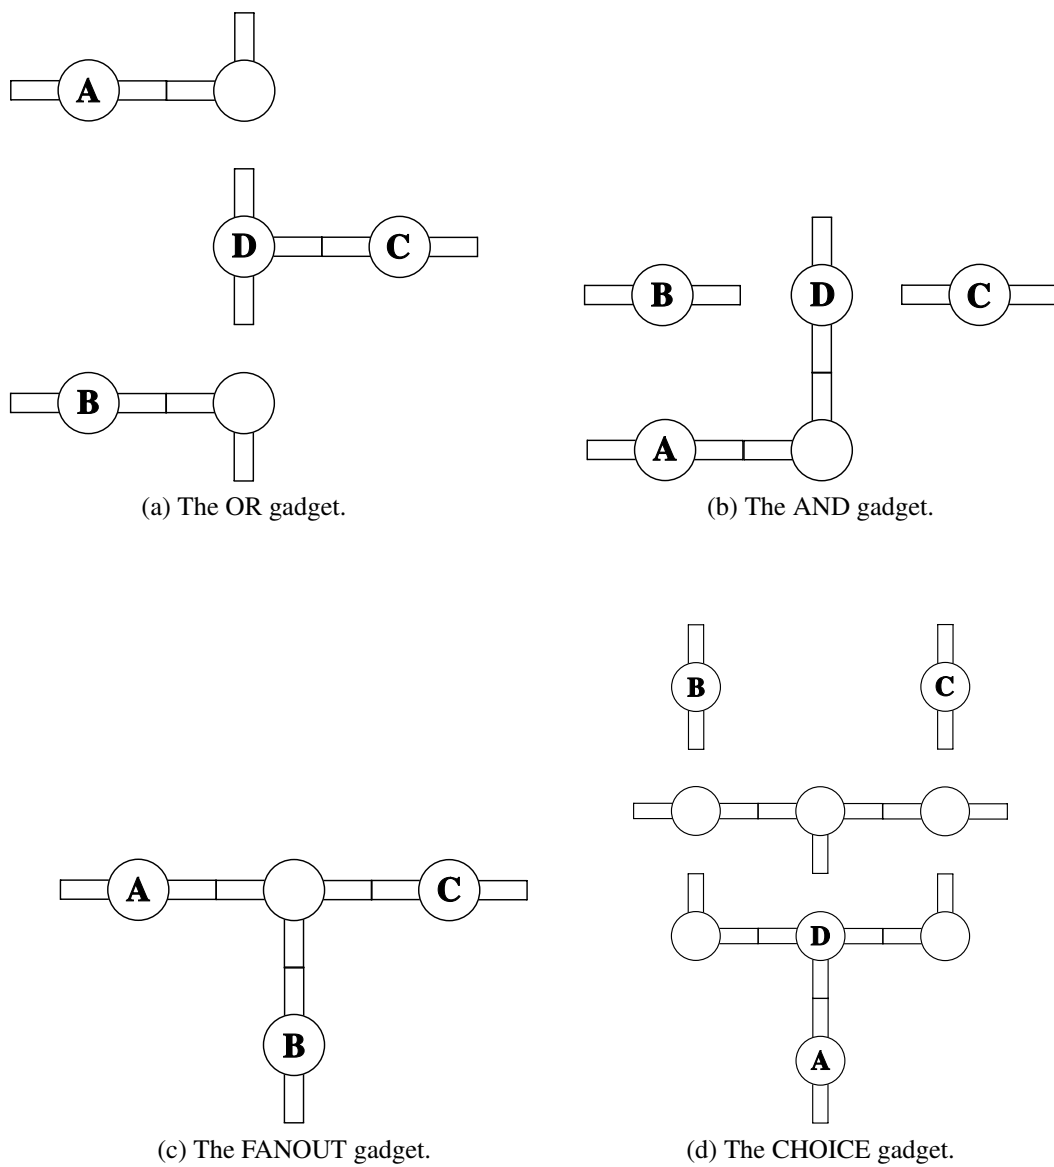 A
D
C
B
(a) The OR gadget.
B
D
C
A
(b) The AND gadget.
A
C
B
(c) The FANOUT gadget.
B
C
D
A
(d) The CHOICE gadget.